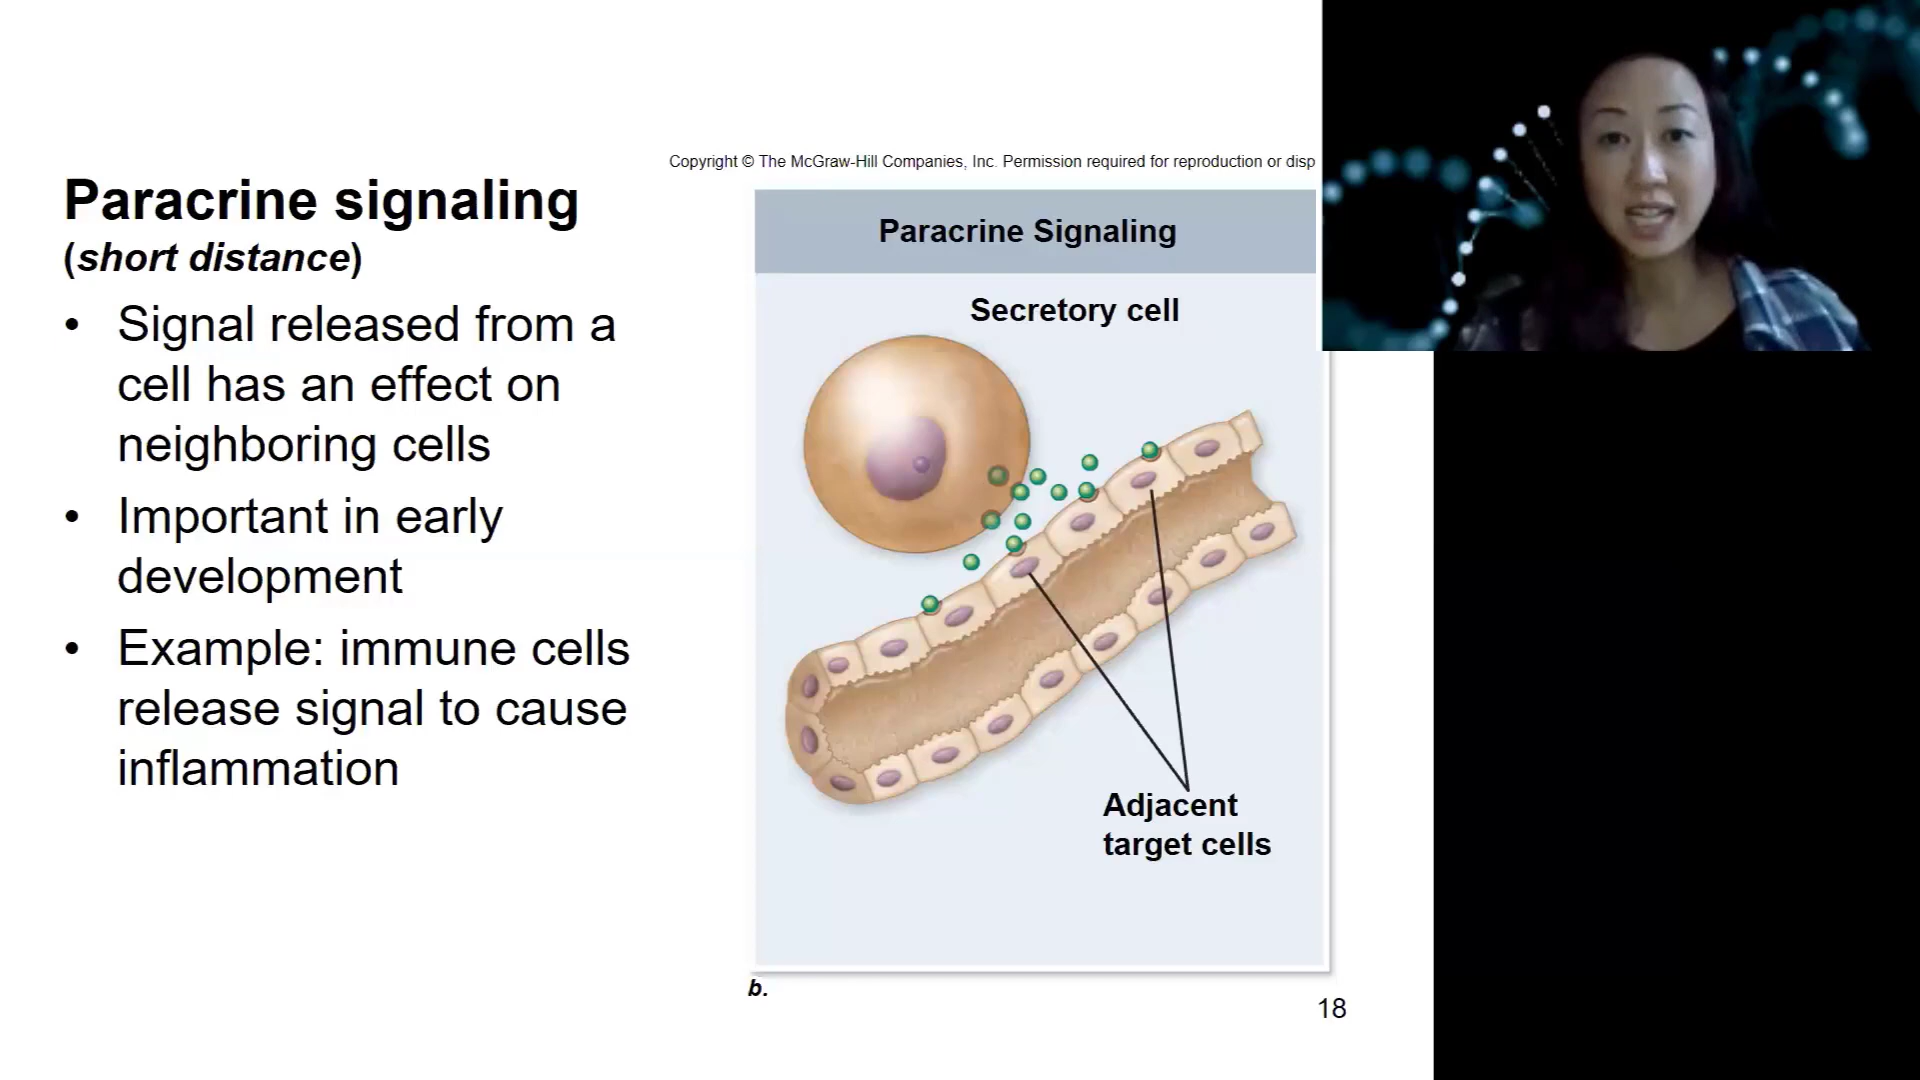 Copyright © The McGraw-Hill Companies, Inc. Permission required for reproduction or disp
Paracrine signaling
(short distance)
• Signal released from a
cell has an effect on
neighboring cells
• Important in early
development
• Example: immune cells
release signal to cause
inflammation
Paracrine Signaling
Secretory cell
Adjacent
target cells
b.
18